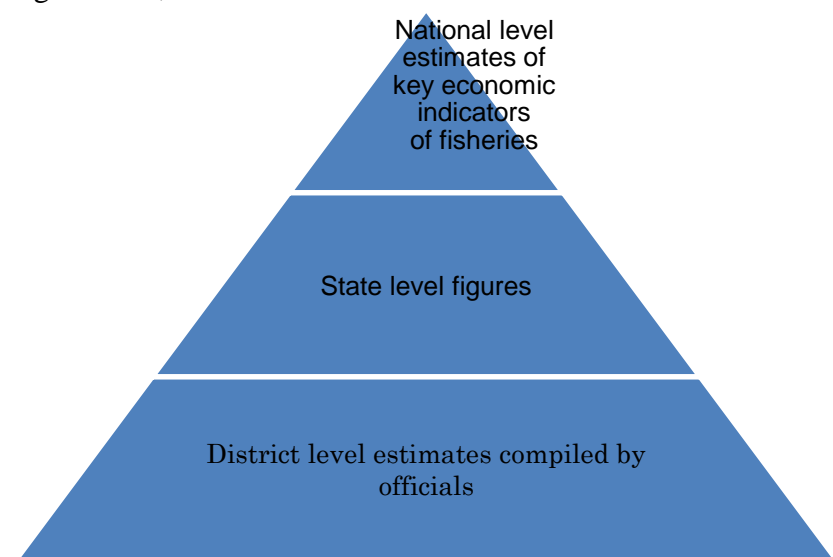 National level
estimates of
key economic
indicators
of fisheries
State level figures
District level estimates compiled by
officials